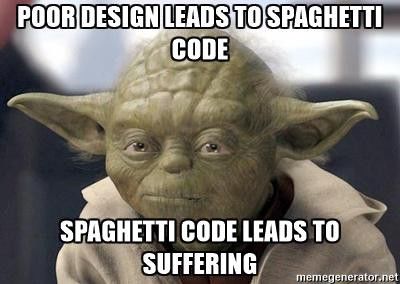 POOR DESIGN LEADS TO SPAGHETTI
CODE
SPAGHETTI CODE LEADS TO
SUFFERING
memegenerator.net